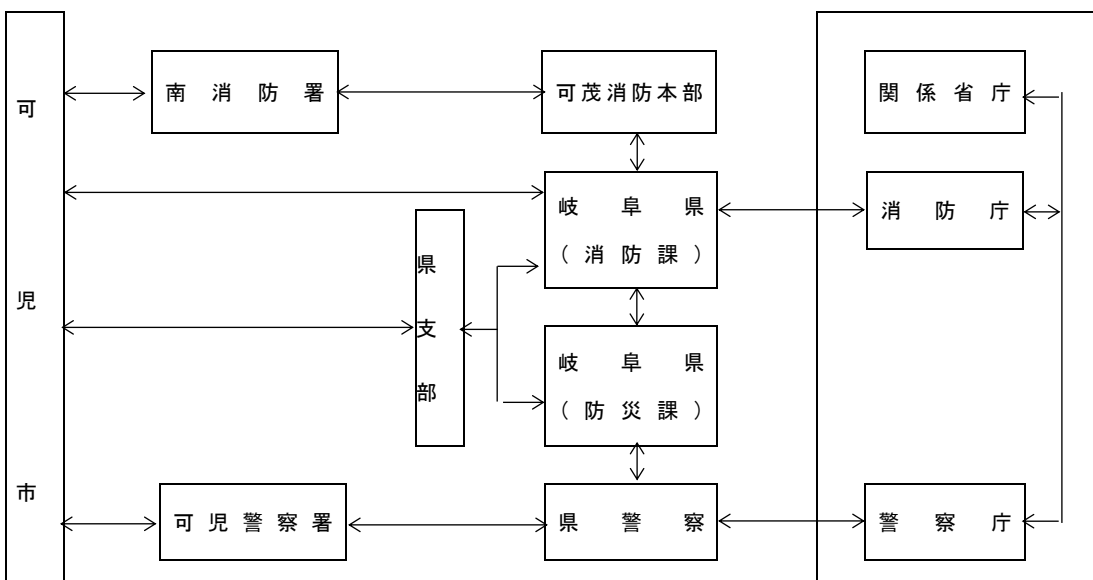 可児市
南消防署
可茂消防本部
関係省庁
岐阜県
(消防課)
消防庁
県支部
岐阜県
(防災課)
可児警察署
県警察
警察庁